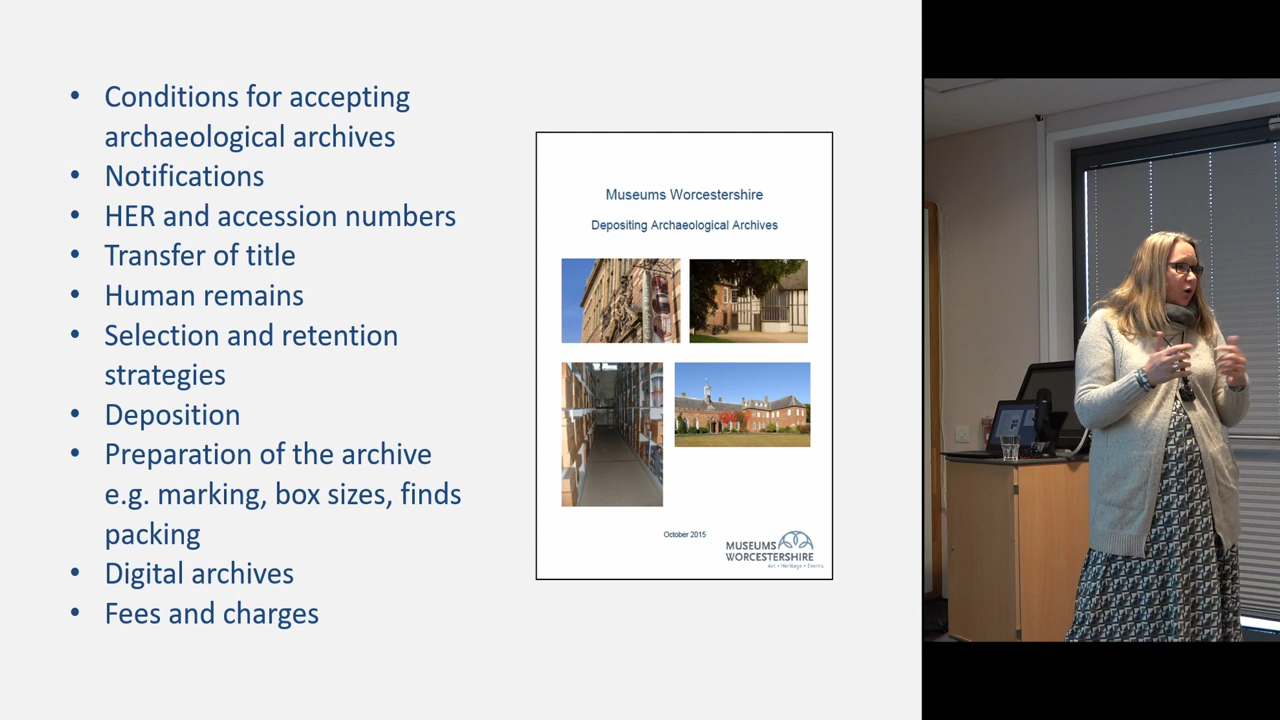 • Conditions for accepting
archaeological archives
• Notifications
• HER and accession numbers
• Transfer of title
• Human remains
• Selection and retention
strategies
• Deposition
• Preparation of the archive
e.g. marking, box sizes, finds
packing
• Digital archives
• Fees and charges
Museums Worcestershire
Depositing Archaeological Archives
October 2015
MUSEUMS
WORCESTERSHIRE
Art • Heritage • Events